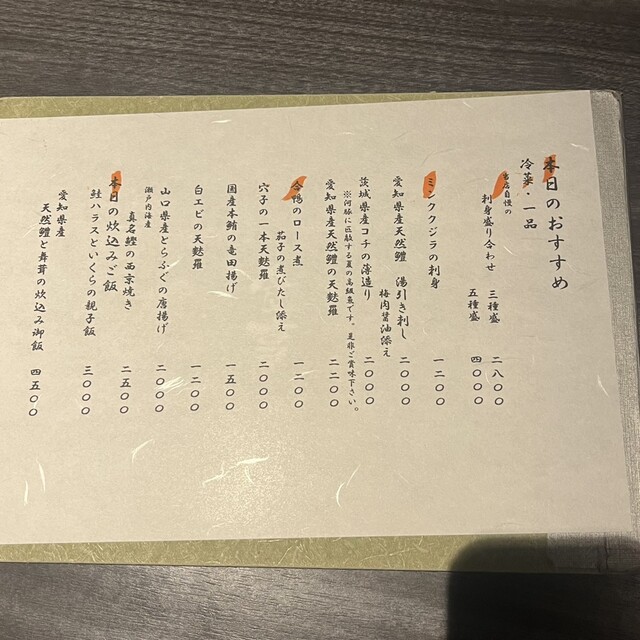 本日のおすすめ
冷菜・一品
当店自慢の
刺身盛り合わせ 三種盛 二八〇〇
五種盛 四〇〇〇
ミンククジラの刺身 一二〇〇
愛知県産天然鱧 湯引き刺し
梅肉醤油添え 二〇〇〇
茨城県産コチの薄造り 二〇〇〇
※河豚に匹敵する夏の高級魚です。是非ご賞味下さい。
愛知県産天然鱧の天麩羅 二二〇〇
合鴨のロース煮
茄子の煮びたし添え 一二〇〇
穴子の一本天麩羅 二〇〇〇
国産本鮪の竜田揚げ 一五〇〇
白エビの天麩羅 一二〇〇
山口県産とらふぐの唐揚げ 二〇〇〇
瀬戸内海産
真名鰹の西京焼き 二五〇〇
本日の炊込みご飯
鮭ハラスといくらの親子飯 三〇〇〇
愛知県産
天然鱧と舞茸の炊込み御飯 四五〇〇